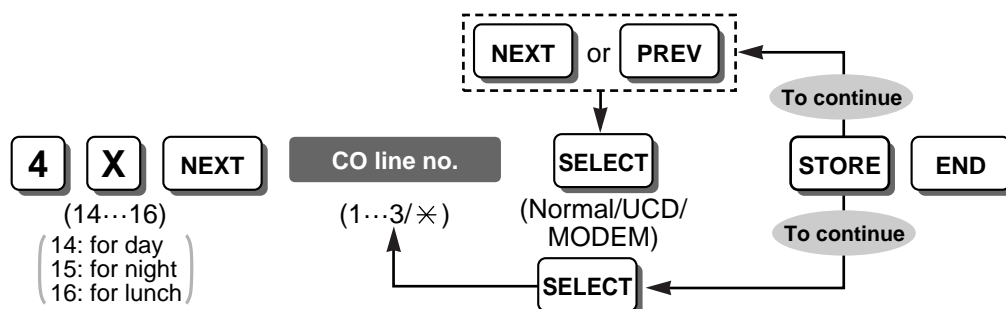 NEXT or PREV
To continue
4 X NEXT CO line no. SELECT STORE END
(14···16) (1···3/✳) (Normal/UCD/
MODEM)
To continue
14: for day
15: for night
16: for lunch
SELECT